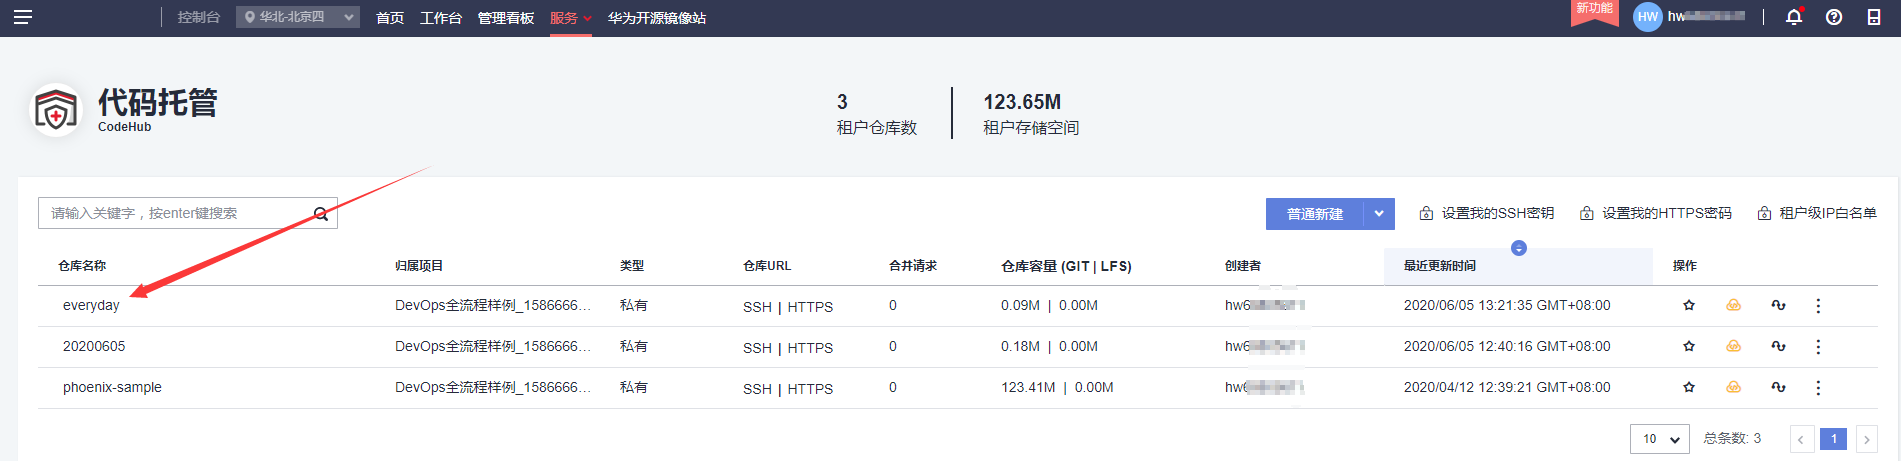 控制台 华北-北京四 首页 工作台 管理看板 服务 华为开源镜像站 新功能 HW hw
代码托管
CodeHub
3
租户仓库数
123.65M
租户存储空间
请输入关键字，按enter键搜索
普通新建 设置我的SSH密钥 设置我的HTTPS密码 租户级IP白名单
仓库名称 归属项目 类型 仓库URL 合并请求 仓库容量 (GIT | LFS) 创建者 最近更新时间 操作
everyday DevOps全流程样例_1586666... 私有 SSH | HTTPS 0 0.09M | 0.00M hw6 2020/06/05 13:21:35 GMT+08:00
20200605 DevOps全流程样例_1586666... 私有 SSH | HTTPS 0 0.18M | 0.00M hw6 2020/06/05 12:40:16 GMT+08:00
phoenix-sample DevOps全流程样例_1586666... 私有 SSH | HTTPS 0 123.41M | 0.00M hw 2020/04/12 12:39:21 GMT+08:00
10 总条数: 3 < 1 >